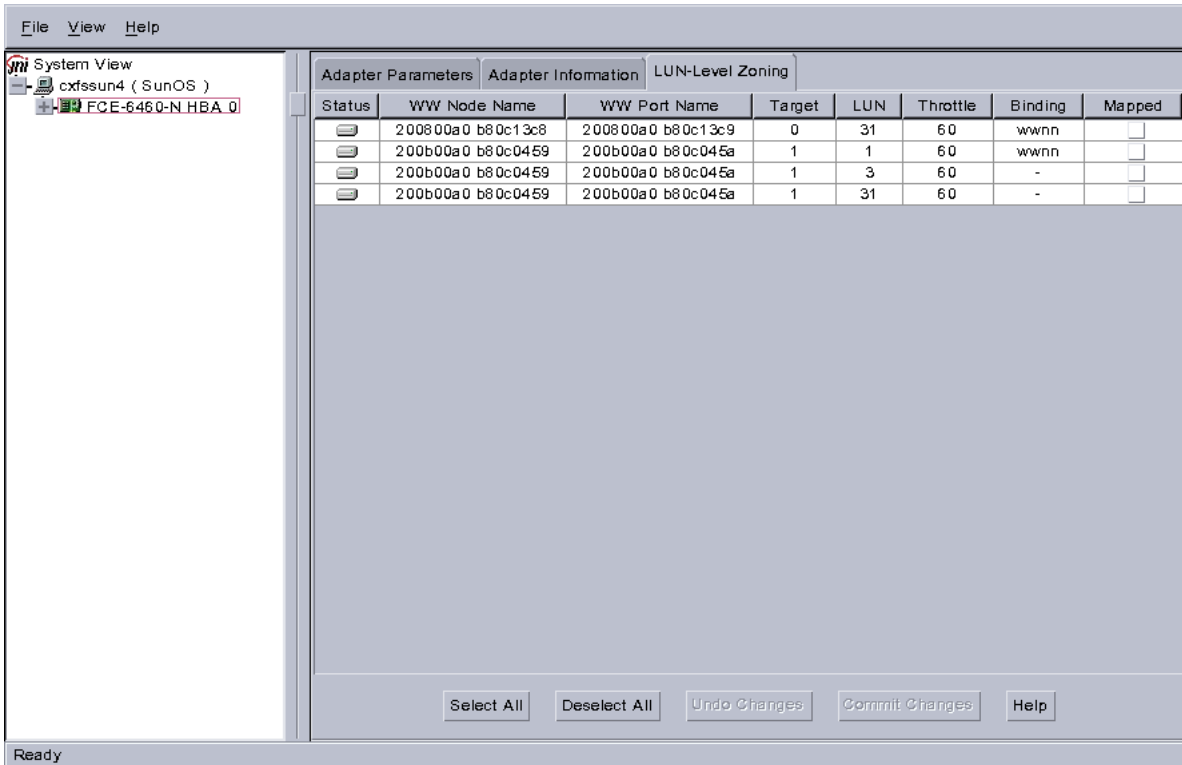 File View Help
jni System View
cxfssun4 ( SunOS )
FCE-6460-N HBA 0
Adapter Parameters Adapter Information LUN-Level Zoning
Status WW Node Name WW Port Name Target LUN Throttle Binding Mapped
200800a0 b80c13c8 200800a0 b80c13c9 0 31 60 wwnn
200b00a0 b80c0459 200b00a0 b80c045a 1 1 60 wwnn
200b00a0 b80c0459 200b00a0 b80c045a 1 3 60 -
200b00a0 b80c0459 200b00a0 b80c045a 1 31 60 -
Select All Deselect All Undo Changes Commit Changes Help
Ready